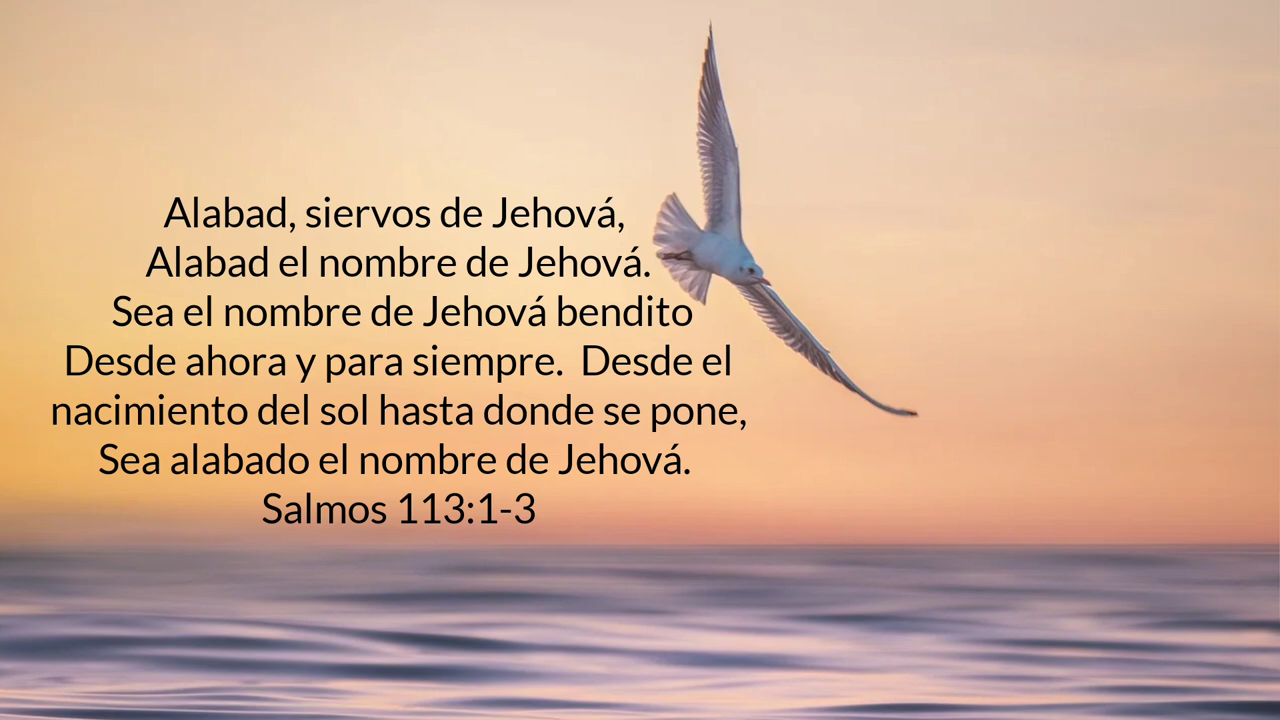 Alabad, siervos de Jehová,
Alabad el nombre de Jehová.
Sea el nombre de Jehová bendito
Desde ahora y para siempre.  Desde el
nacimiento del sol hasta donde se pone,
Sea alabado el nombre de Jehová.
Salmos 113:1-3